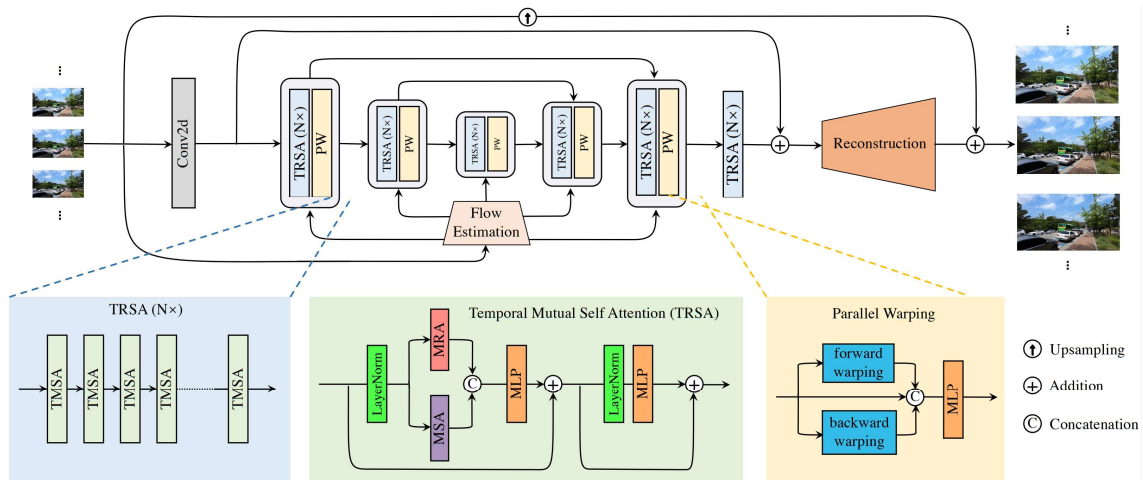 Conv2d
TRSA (N×)
PW
TRSA (N×)
PW
TRSA (N×)
PW
TRSA (N×)
PW
TRSA (N×)
PW
TRSA (N×)
Reconstruction
Flow
Estimation
TRSA (N×)
TMSA
TMSA
TMSA
TMSA
TMSA
Temporal Mutual Self Attention (TRSA)
LayerNorm
MRA
MSA
C
MLP
LayerNorm
MLP
Parallel Warping
forward
warping
backward
warping
C
MLP
Upsampling
Addition
C Concatenation